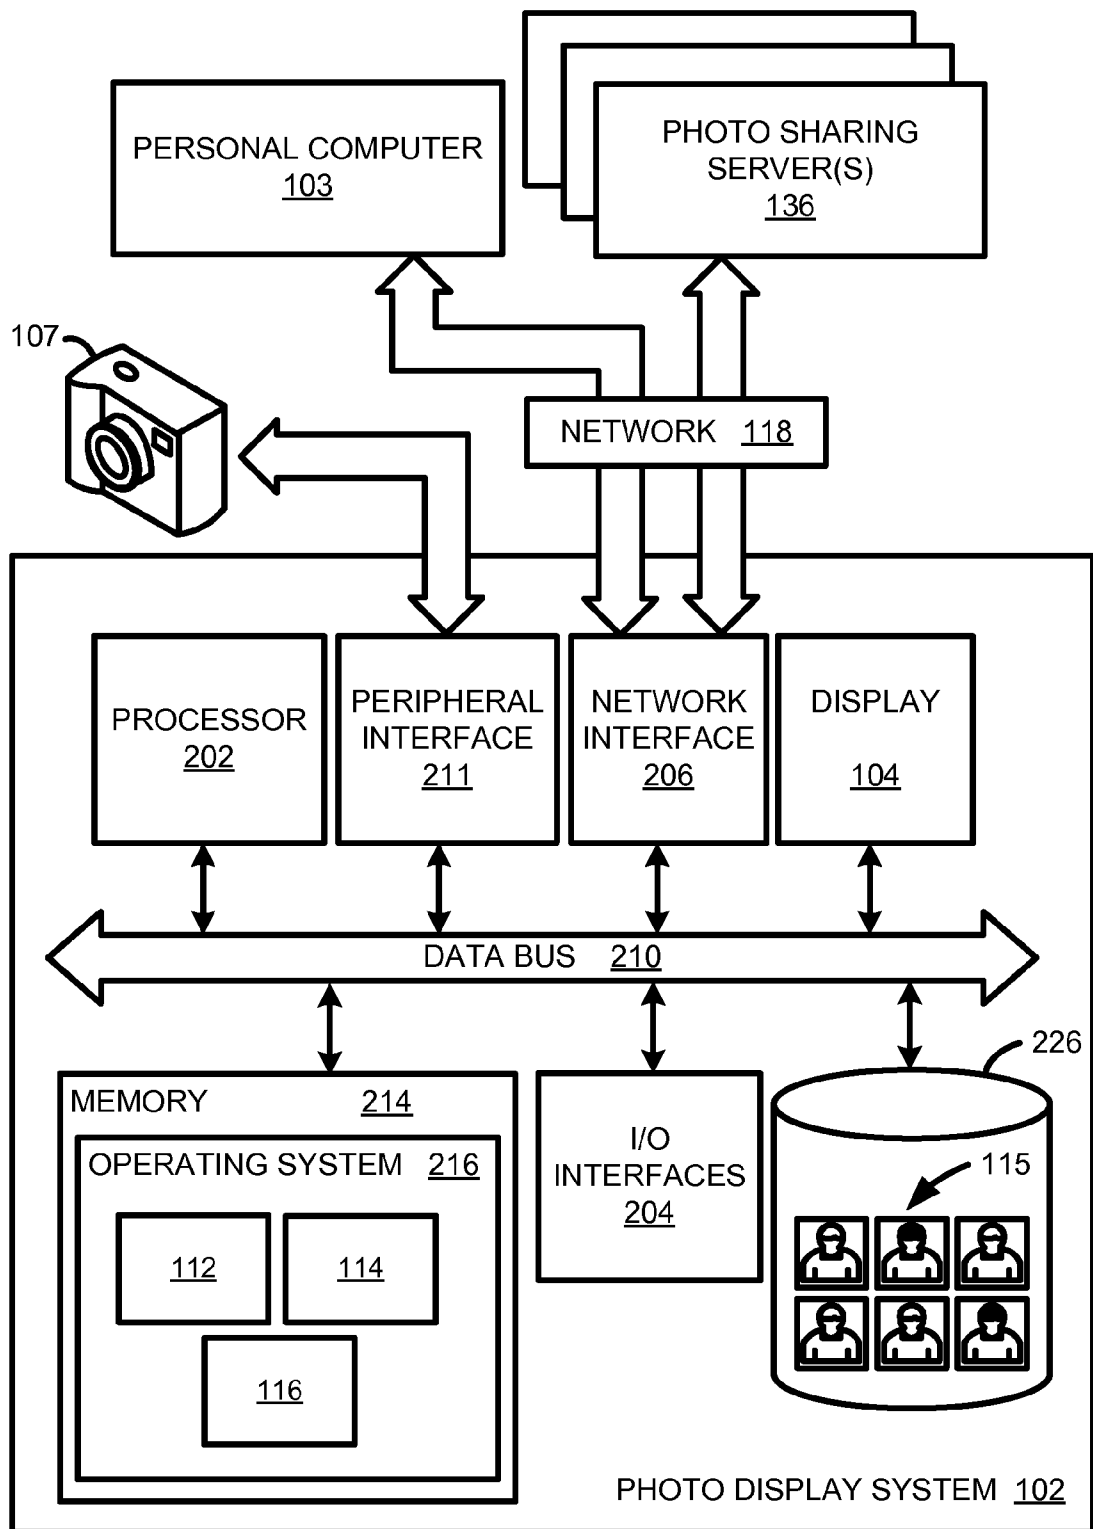 PERSONAL COMPUTER
103
PHOTO SHARING
SERVER(S)
136
107
NETWORK 118
PROCESSOR
202
PERIPHERAL
INTERFACE
211
NETWORK
INTERFACE
206
DISPLAY
104
DATA BUS 210
226
MEMORY 214
OPERATING SYSTEM 216
112
114
116
I/O
INTERFACES
204
115
PHOTO DISPLAY SYSTEM 102